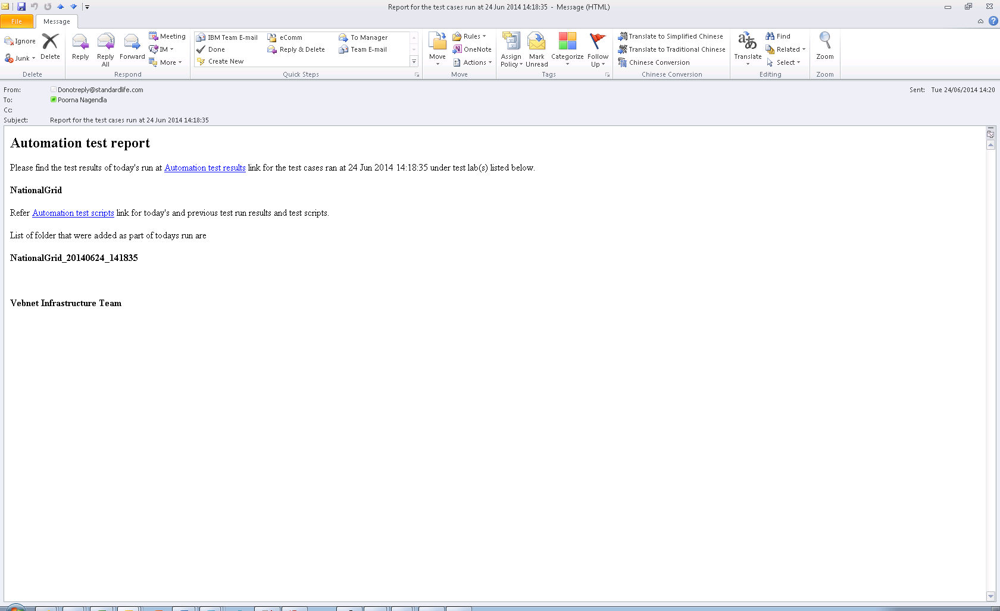 Report for the test cases run at 24 Jun 2014 14:18:35 - Message (HTML)
File Message
Ignore
Junk
Delete
Delete
Reply
Reply All
Forward
Meeting
IM
More
Respond
IBM Team E-mail eComm To Manager
Done Reply & Delete Team E-mail
Create New
Quick Steps
Move
Rules
OneNote
Actions
Move
Assign Policy
Mark Unread
Categorize
Follow Up
Tags
Translate to Simplified Chinese
Translate to Traditional Chinese
Chinese Conversion
Chinese Conversion
Translate
Find
Related
Select
Editing
Zoom
Zoom
From: Donotreply@standardlife.com Sent: Tue 24/06/2014 14:20
To: Poorna Nagendla
Cc:
Subject: Report for the test cases run at 24 Jun 2014 14:18:35
Automation test report
Please find the test results of today's run at Automation test results link for the test cases ran at 24 Jun 2014 14:18:35 under test lab(s) listed below.
NationalGrid
Refer Automation test scripts link for today's and previous test run results and test scripts.
List of folder that were added as part of todays run are
NationalGrid_20140624_141835
Vebnet Infrastructure Team